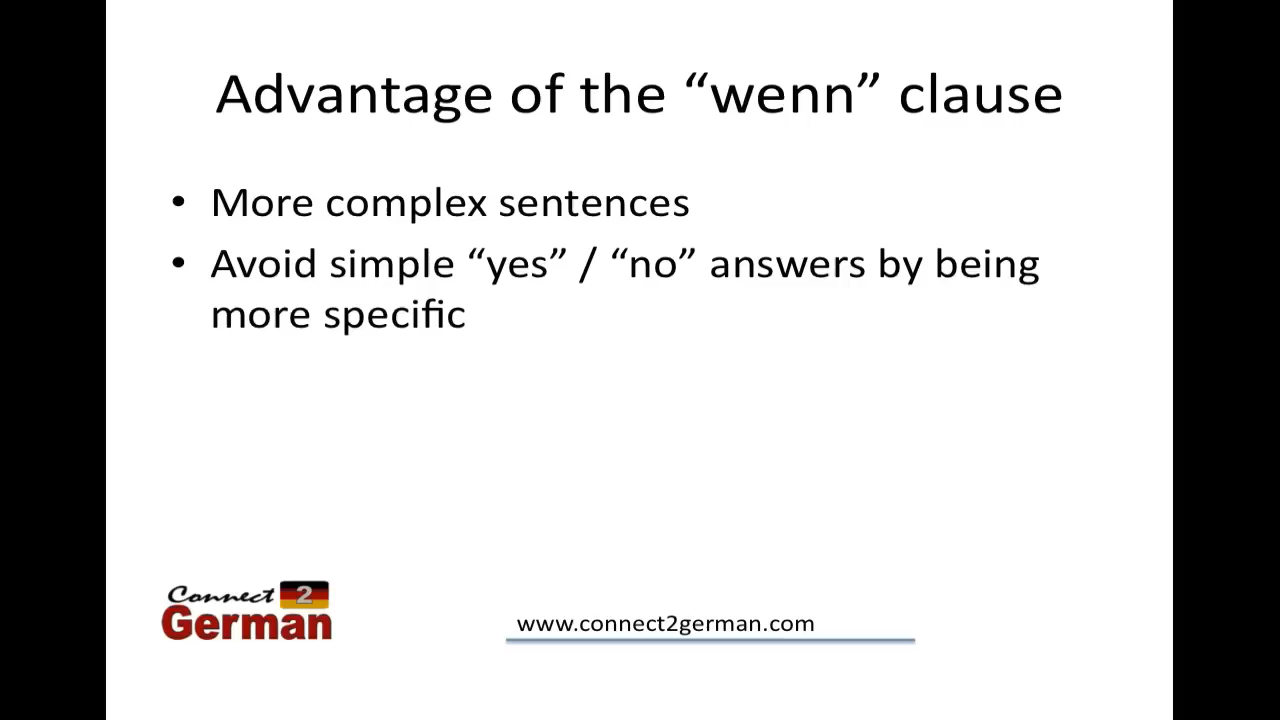 Advantage of the “wenn” clause
• More complex sentences
• Avoid simple “yes” / “no” answers by being
more specific
Connect 2
German
www.connect2german.com